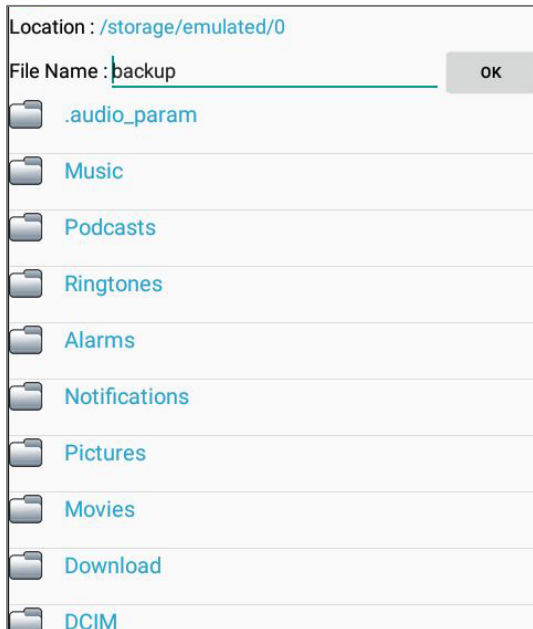 Location : /storage/emulated/0
File Name : backup OK
.audio_param
Music
Podcasts
Ringtones
Alarms
Notifications
Pictures
Movies
Download
DCIM